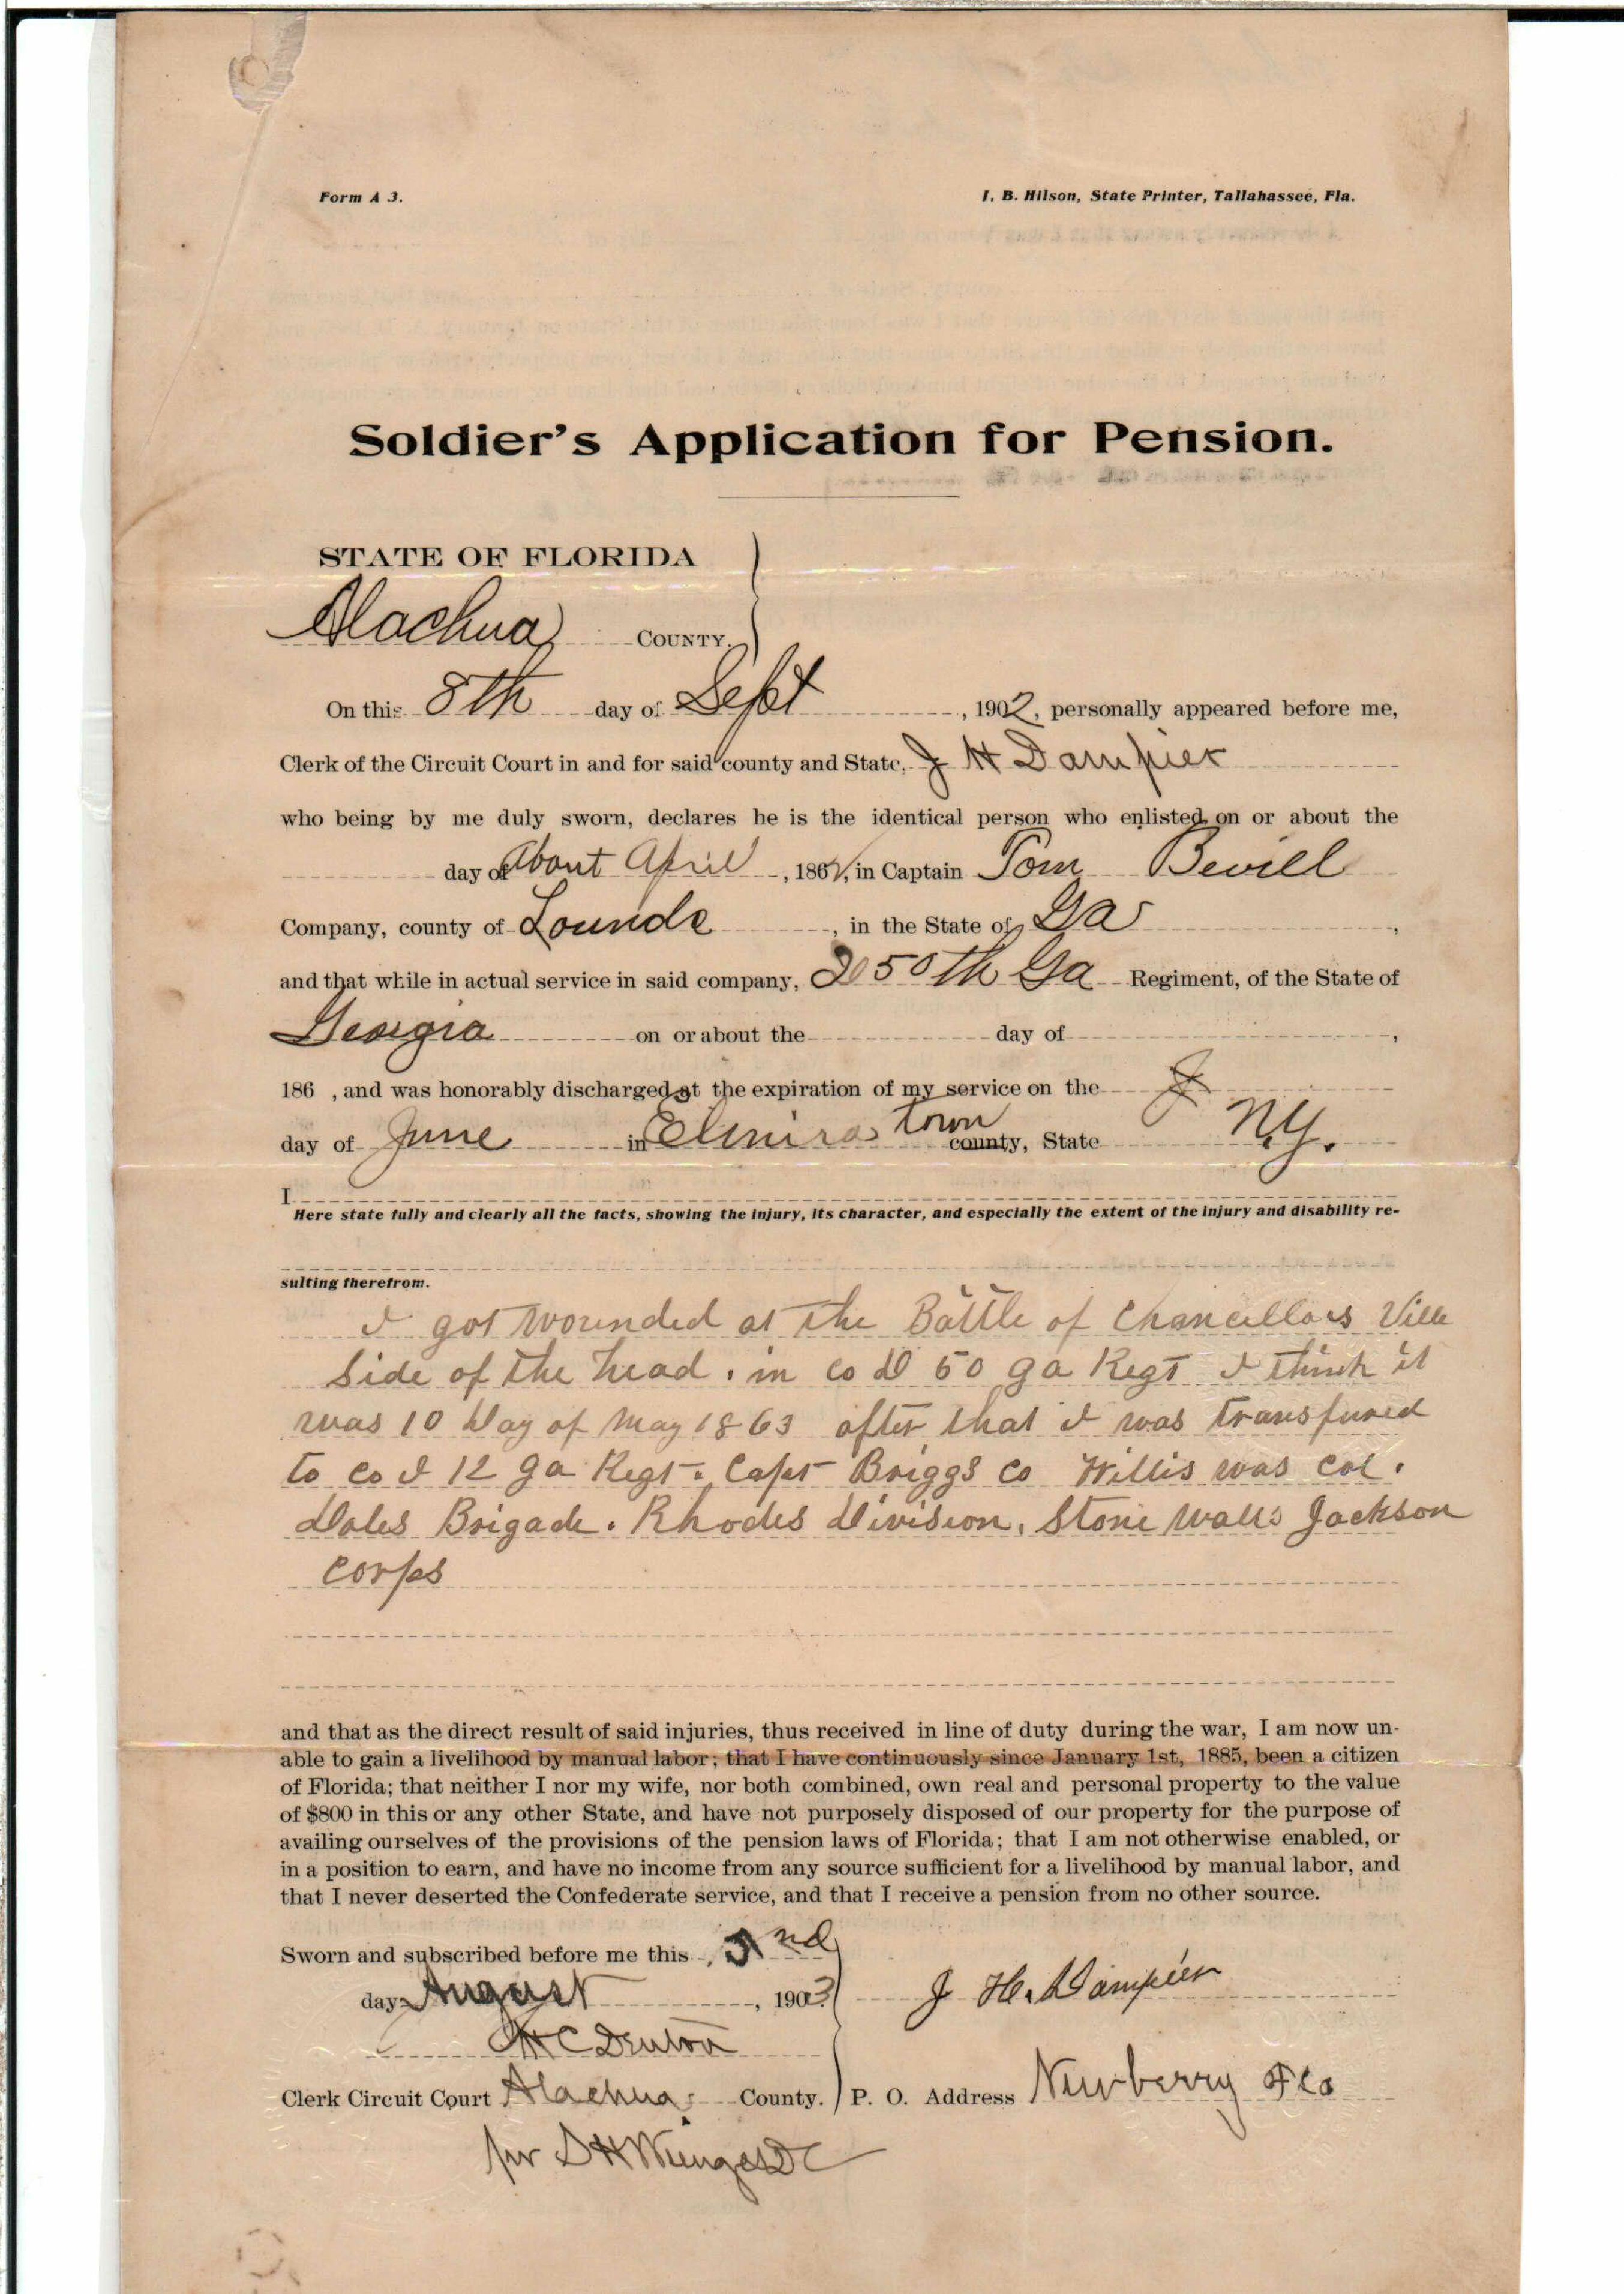 Form A 3.
I. B. Hilson, State Printer, Tallahassee, Fla.
Soldier's Application for Pension.
STATE OF FLORIDA
Alachua COUNTY.
On this 8th day of Sept , 1902, personally appeared before me,
Clerk of the Circuit Court in and for said county and State, J H Dampier
who being by me duly sworn, declares he is the identical person who enlisted on or about the
day of About April , 1862, in Captain Tom Bevill
Company, county of Lounds , in the State of Ga ,
and that while in actual service in said company, D 50th Ga Regiment, of the State of
Georgia on or about the day of ,
186 , and was honorably discharged at the expiration of my service on the
day of June in Elmira town county, State N.Y.
I
Here state fully and clearly all the facts, showing the injury, its character, and especially the extent of the injury and disability re-
sulting therefrom.
I got wounded at the Battle of Chancellors Ville
Side of the head . in co D 50 ga Regt I think it
was 10 Day of May 1863 after that I was transfured
to co I 12 ga Regt. Capt Briggs co Willis was col.
Doles Brigade. Rhodes Division, Stone Walls Jackson
corps
and that as the direct result of said injuries, thus received in line of duty during the war, I am now un-
able to gain a livelihood by manual labor; that I have continuously since January 1st, 1885, been a citizen
of Florida; that neither I nor my wife, nor both combined, own real and personal property to the value
of $800 in this or any other State, and have not purposely disposed of our property for the purpose of
availing ourselves of the provisions of the pension laws of Florida; that I am not otherwise enabled, or
in a position to earn, and have no income from any source sufficient for a livelihood by manual labor, and
that I never deserted the Confederate service, and that I receive a pension from no other source.
Sworn and subscribed before me this 3nd
day August , 1903. J H. Dampier
H C Denton
Clerk Circuit Court Alachua County. P. O. Address Newberry Fla
per S H Wienges DC